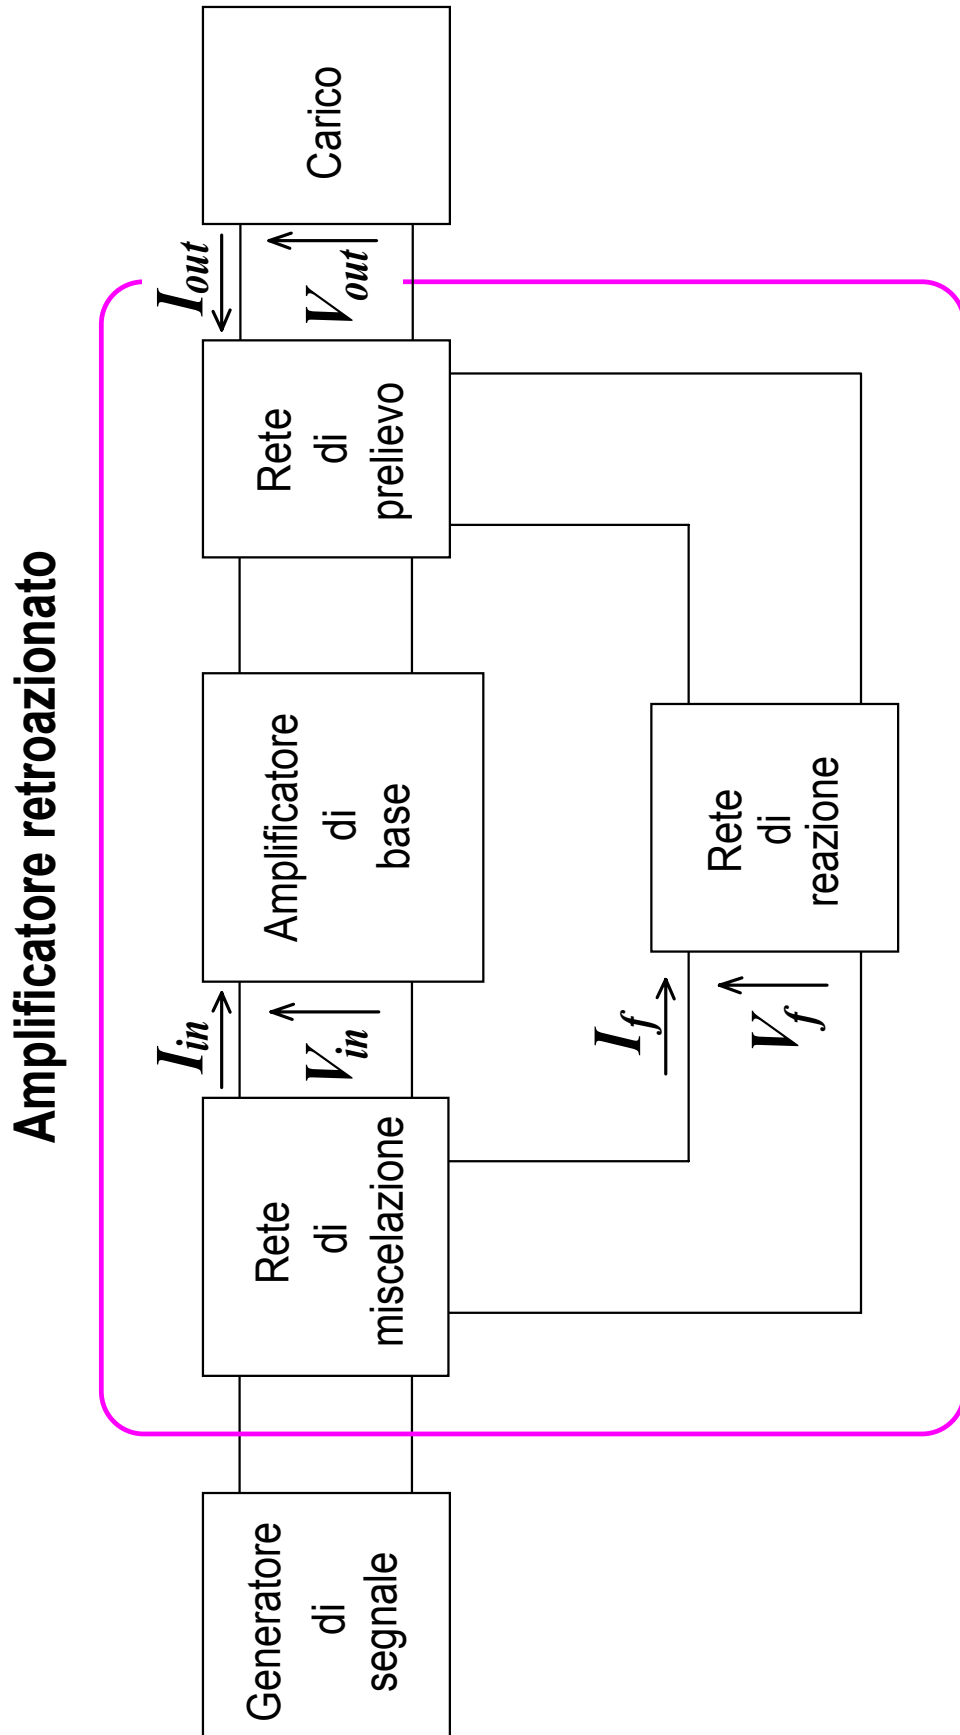 Amplificatore retroazionato
Generatore
di
segnale
Rete
di
miscelazione
I_in
V_in
Amplificatore
di
base
Rete
di
prelievo
I_out
V_out
Carico
I_f
V_f
Rete
di
reazione